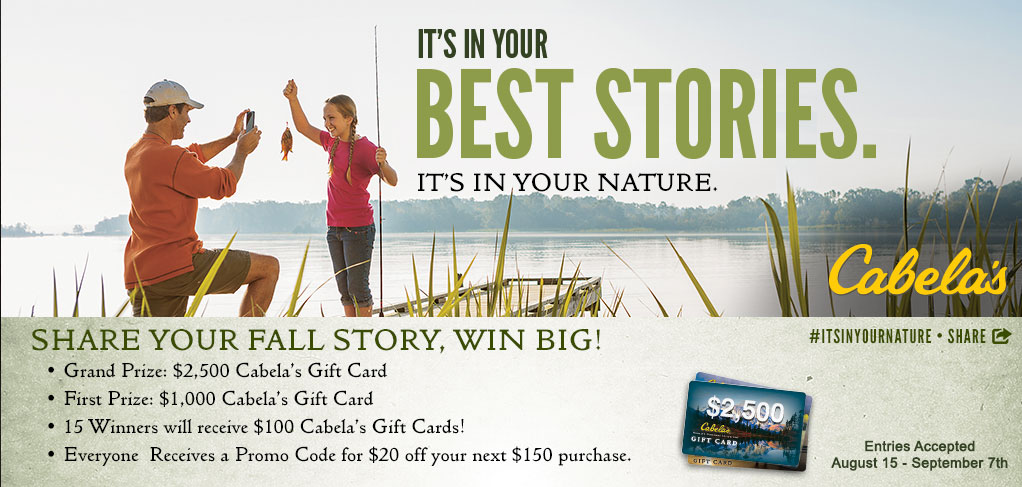 IT'S IN YOUR
BEST STORIES.
IT'S IN YOUR NATURE.
Cabela's
SHARE YOUR FALL STORY, WIN BIG!
#ITSINYOURNATURE • SHARE
• Grand Prize: $2,500 Cabela's Gift Card
• First Prize: $1,000 Cabela's Gift Card
• 15 Winners will receive $100 Cabela's Gift Cards!
• Everyone Receives a Promo Code for $20 off your next $150 purchase.
$2,500
Cabela's
GIFT CARD
GIFT CARD
Entries Accepted
August 15 - September 7th